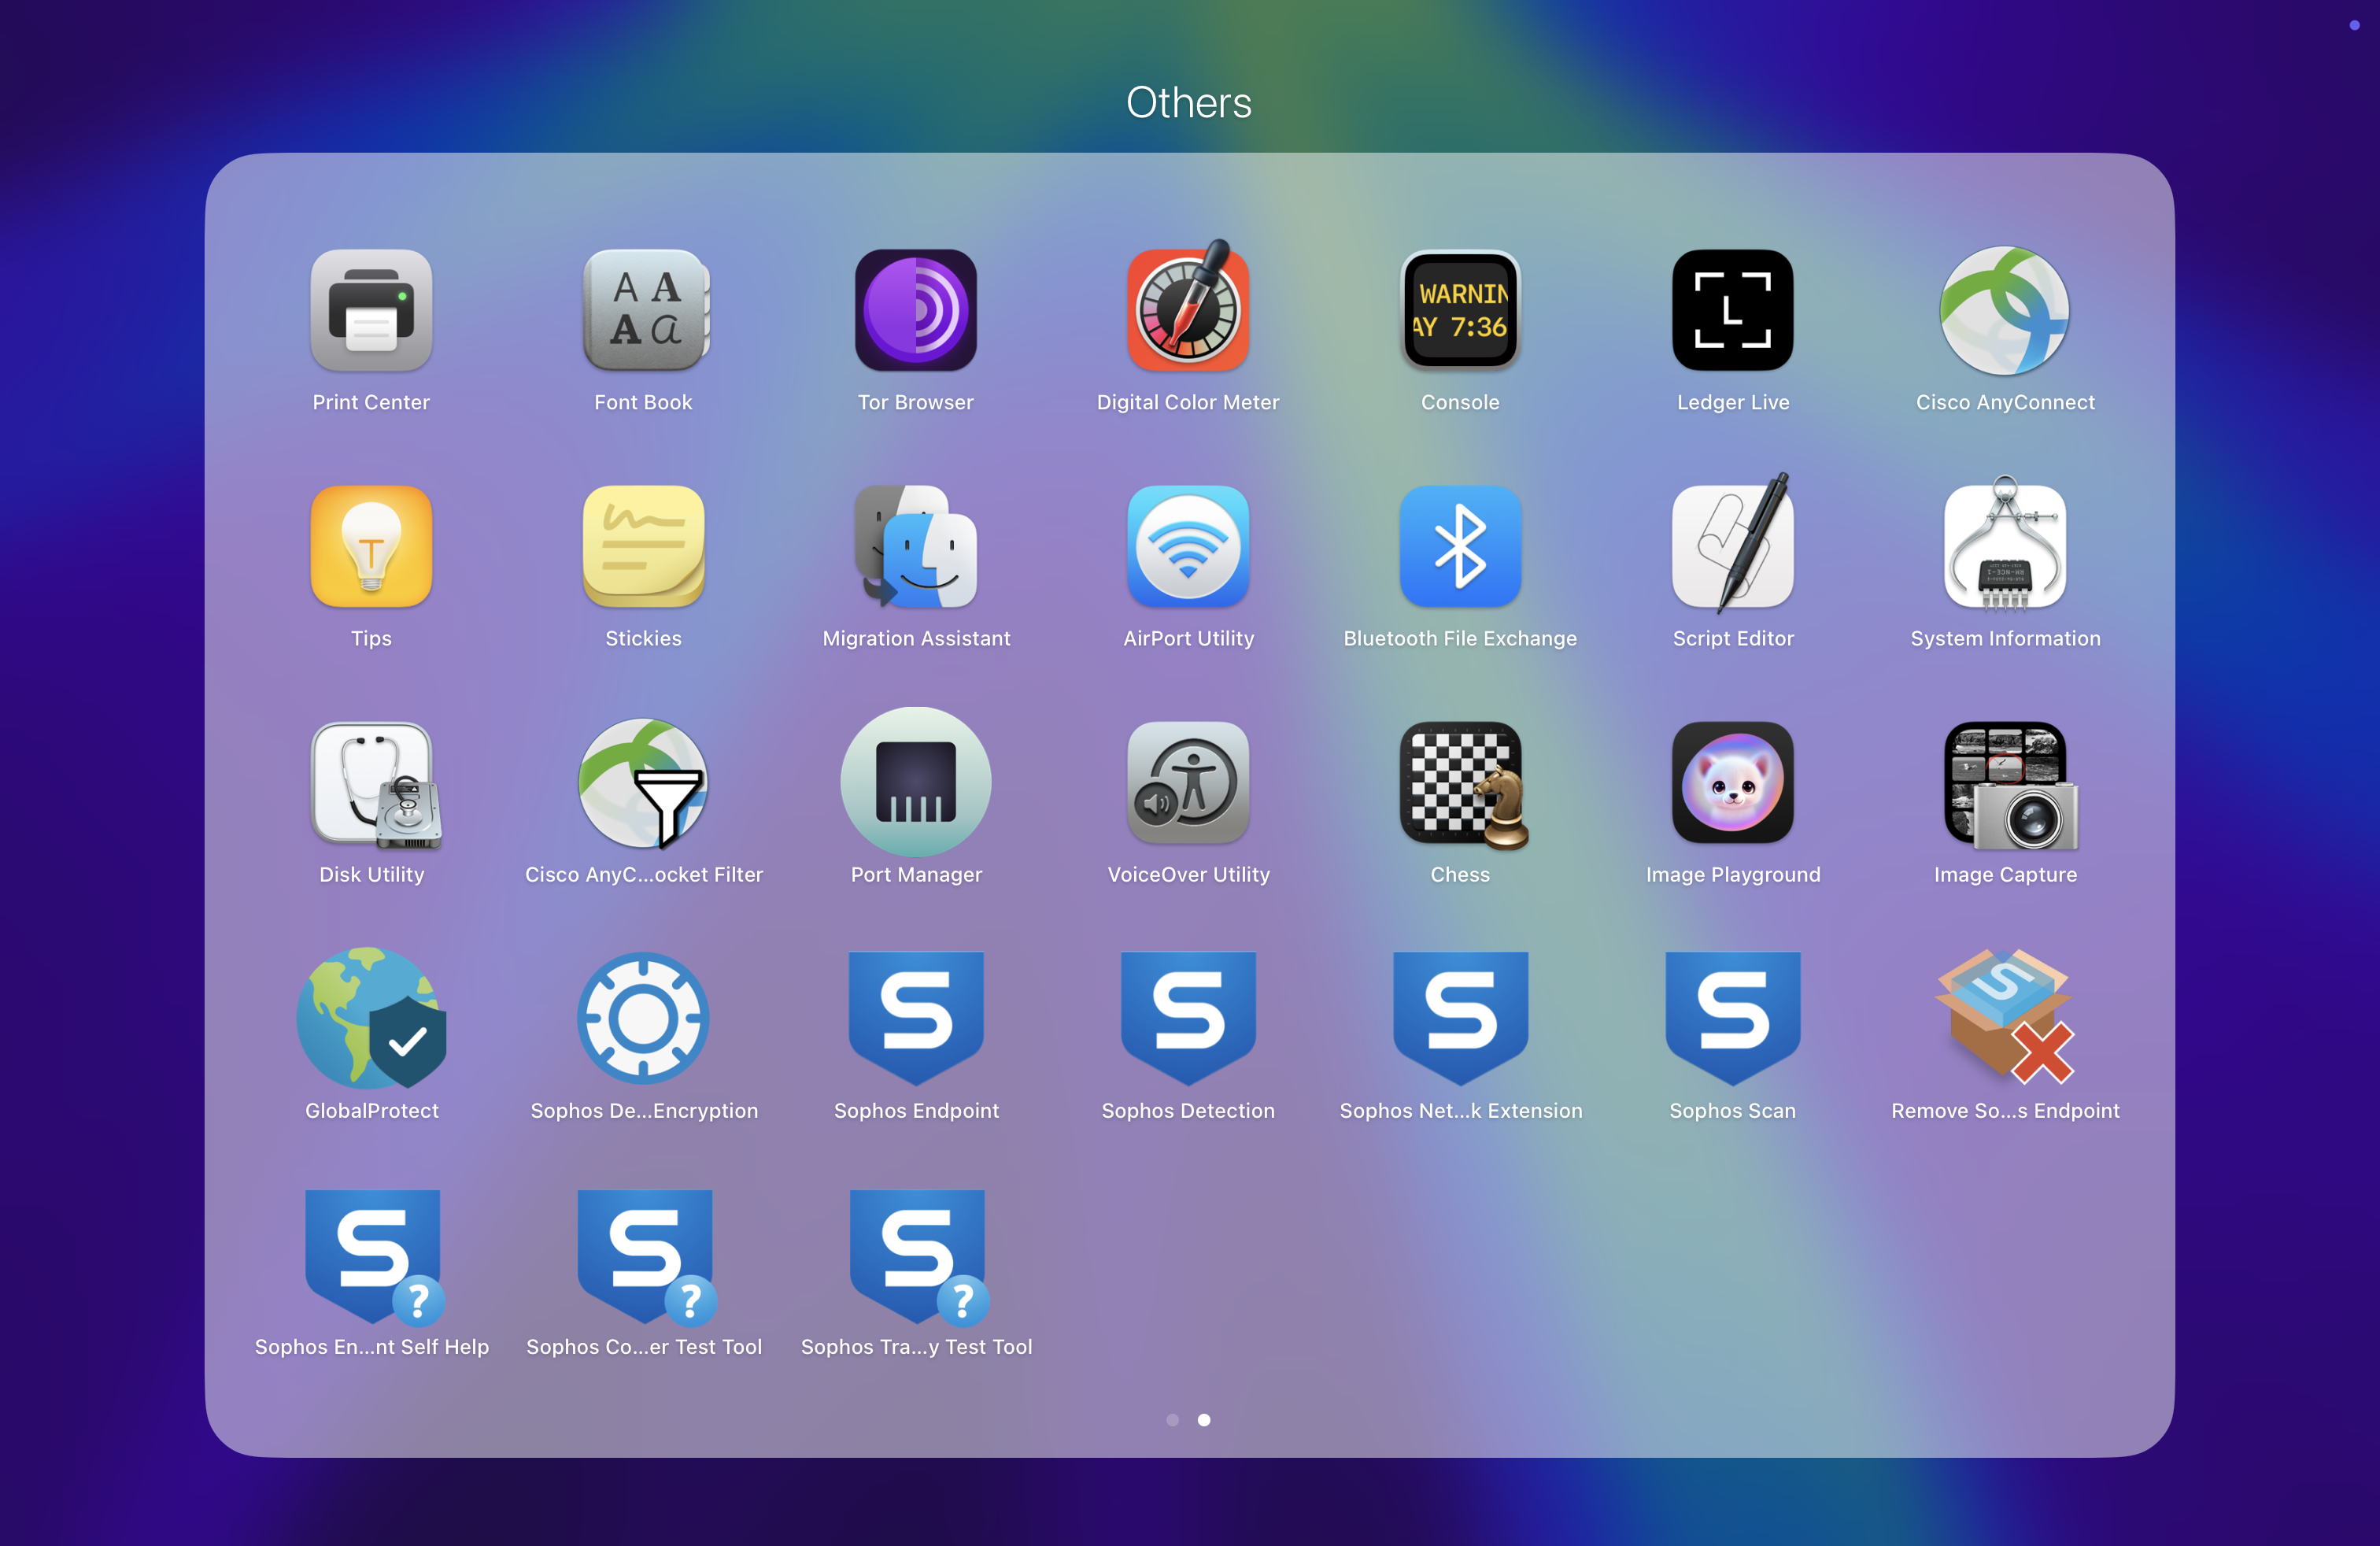 Others
Print Center
Font Book
Tor Browser
Digital Color Meter
Console
Ledger Live
Cisco AnyConnect
A A
A a
WARNIN
AY 7:36
L
Tips
Stickies
Migration Assistant
AirPort Utility
Bluetooth File Exchange
Script Editor
System Information
T
Disk Utility
Cisco AnyC...ocket Filter
Port Manager
VoiceOver Utility
Chess
Image Playground
Image Capture
GlobalProtect
Sophos De...Encryption
Sophos Endpoint
Sophos Detection
Sophos Net...k Extension
Sophos Scan
Remove So...s Endpoint
S
S
S
S
S
Sophos En...nt Self Help
Sophos Co...er Test Tool
Sophos Tra...y Test Tool
S ?
S ?
S ?